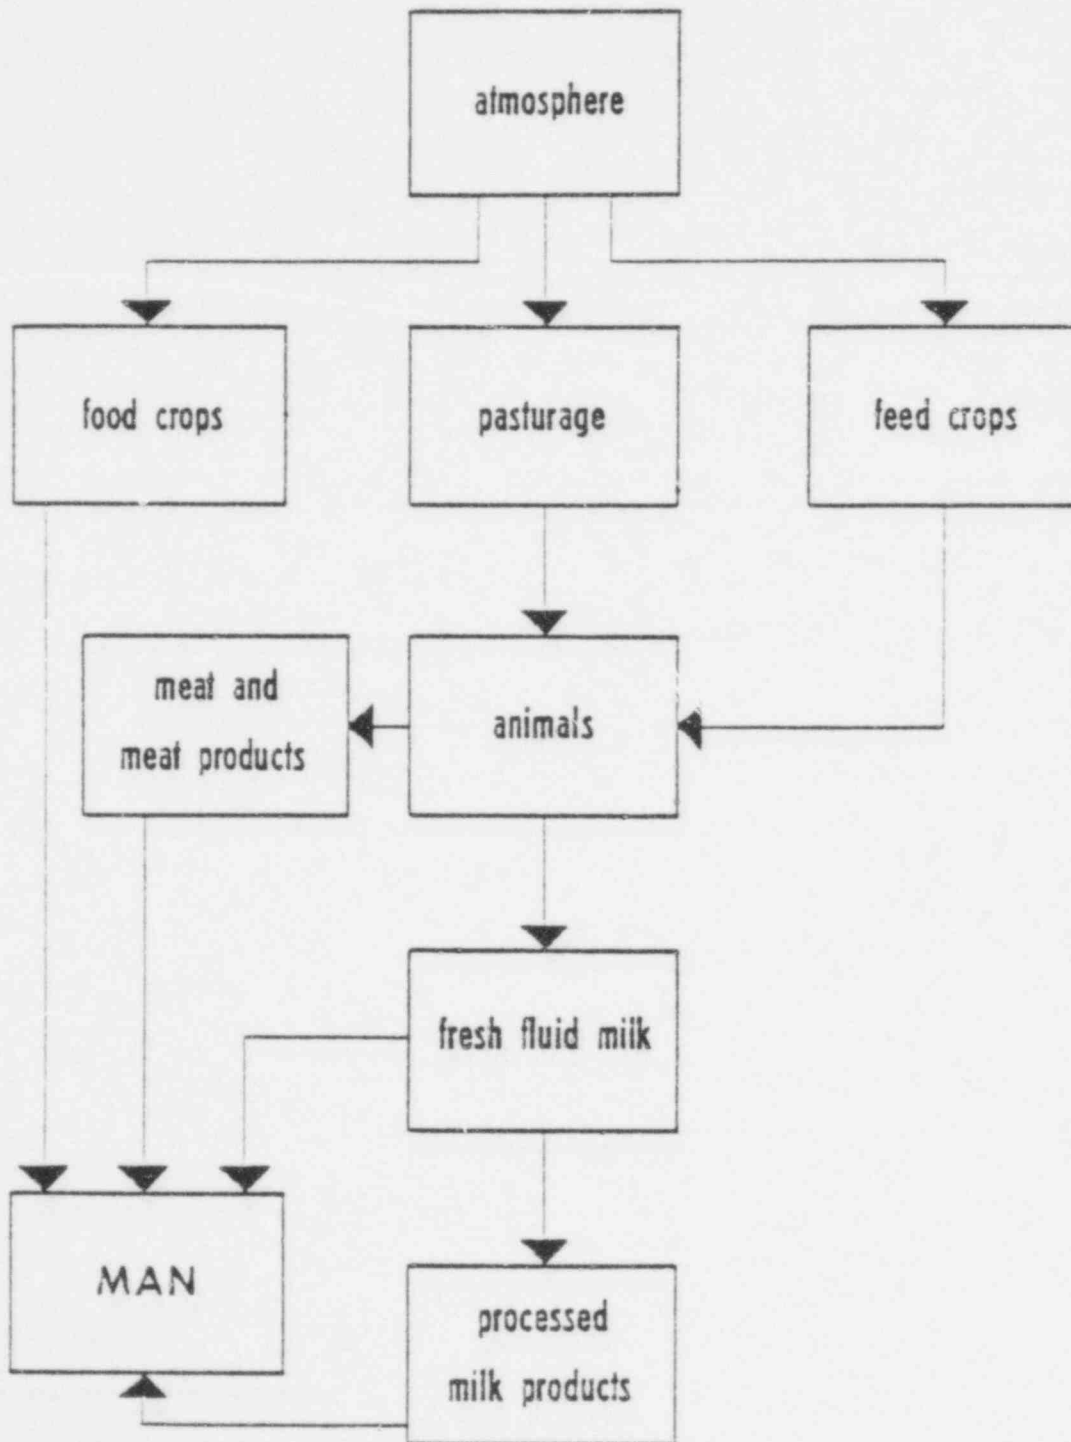 atmosphere
food crops
pasturage
feed crops
meat and
meat products
animals
fresh fluid milk
MAN
processed
milk products